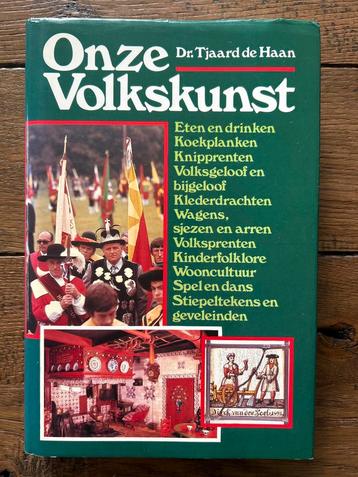 Onze
Dr. Tjaard de Haan
Volkskunst
Eten en drinken
Koekplanken
Knipprenten
Volksgeloof en
bijgeloof
Klederdrachten
Wagens,
sjezen en arren
Volksprenten
Kinderfolklore
Wooncultuur
Spel en dans
Stiepeltekens en
geveleinden